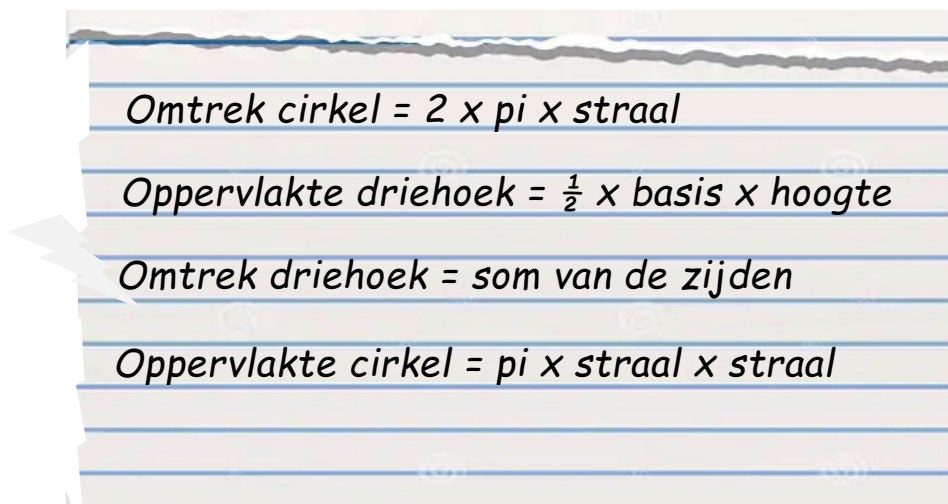 Omtrek cirkel = 2 x pi x straal
Oppervlakte driehoek = ½ x basis x hoogte
Omtrek driehoek = som van de zijden
Oppervlakte cirkel = pi x straal x straal